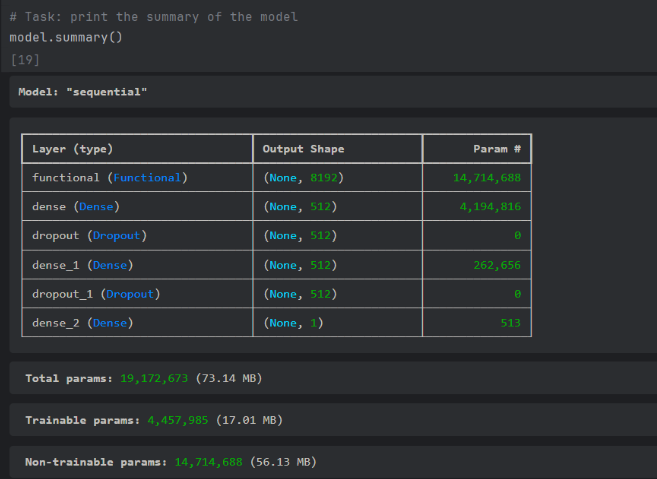 # Task: print the summary of the model
model.summary()
[19]
Model: "sequential"
Layer (type) Output Shape Param #
functional (Functional) (None, 8192) 14,714,688
dense (Dense) (None, 512) 4,194,816
dropout (Dropout) (None, 512) 0
dense_1 (Dense) (None, 512) 262,656
dropout_1 (Dropout) (None, 512) 0
dense_2 (Dense) (None, 1) 513
Total params: 19,172,673 (73.14 MB)
Trainable params: 4,457,985 (17.01 MB)
Non-trainable params: 14,714,688 (56.13 MB)